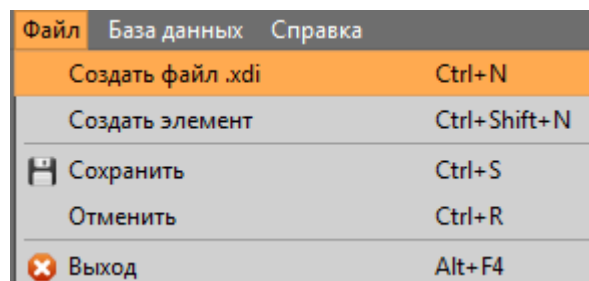 Файл База данных Справка
Создать файл .xdi Ctrl+N
Создать элемент Ctrl+Shift+N
Сохранить Ctrl+S
Отменить Ctrl+R
Выход Alt+F4